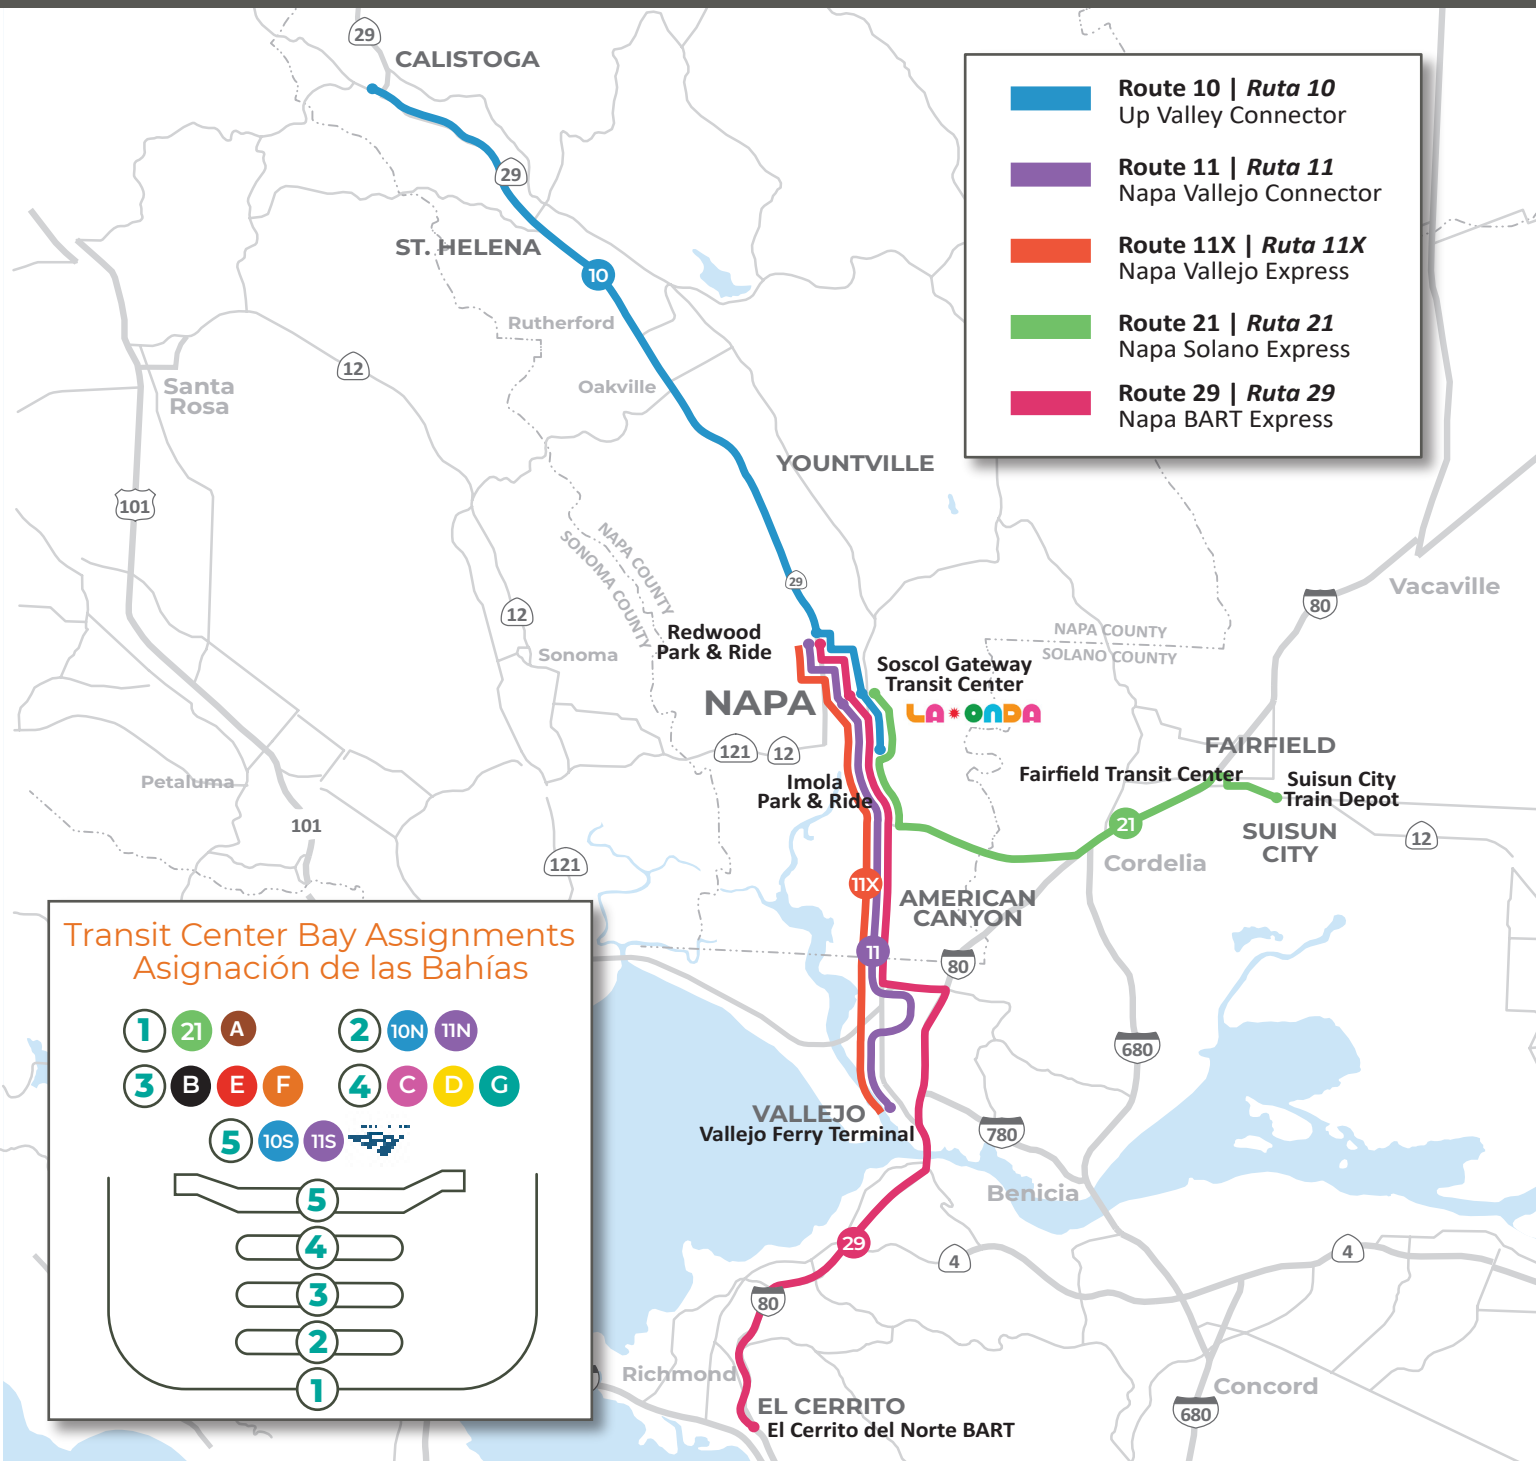 29
CALISTOGA
Route 10 | Ruta 10
Up Valley Connector
Route 11 | Ruta 11
Napa Vallejo Connector
Route 11X | Ruta 11X
Napa Vallejo Express
Route 21 | Ruta 21
Napa Solano Express
Route 29 | Ruta 29
Napa BART Express
29
ST. HELENA
10
Rutherford
12
Santa
Rosa
Oakville
YOUNTVILLE
101
NAPA COUNTY
SONOMA COUNTY
29
12
Sonoma
80
Vacaville
NAPA COUNTY
SOLANO COUNTY
Redwood
Park & Ride
Soscol Gateway
Transit Center
LA ONDA
NAPA
121
12
Petaluma
Imola
Park & Ride
FAIRFIELD
Fairfield Transit Center
Suisun City
Train Depot
101
121
21
SUISUN
CITY
12
Cordelia
11X
AMERICAN
CANYON
11
80
680
VALLEJO
Vallejo Ferry Terminal
780
Benicia
29
4
4
80
Richmond
EL CERRITO
El Cerrito del Norte BART
Concord
680
Transit Center Bay Assignments
Asignación de las Bahías
1 21 A
2 10N 11N
3 B E F
4 C D G
5 10S 11S
5
4
3
2
1